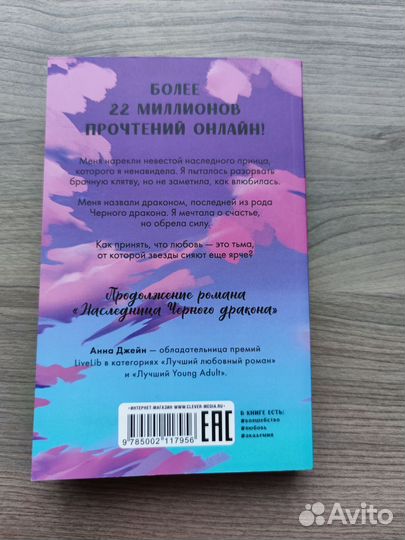 БОЛЕЕ
22 МИЛЛИОНОВ
ПРОЧТЕНИЙ ОНЛАЙН!
Меня нарекли невестой наследного принца,
которого я ненавидела. Я пыталась разорвать
брачную клятву, но не заметила, как влюбилась.
Меня назвали драконом, последней из рода
Черного дракона. Я мечтала о счастье,
но обрела силу.
Как принять, что любовь — это тьма,
от которой звезды сияют еще ярче?
Продолжение романа
«Наследница Черного дракона»
Анна Джейн — обладательница премий
LiveLib в категориях «Лучший любовный роман»
и «Лучший Young Adult».
•ИНТЕРНЕТ-МАГАЗИН WWW.CLEVER-MEDIA.RU•
9 785002 117956
EAC
В КНИГЕ ЕСТЬ:
#волшебство
#любовь
#академия
Avito